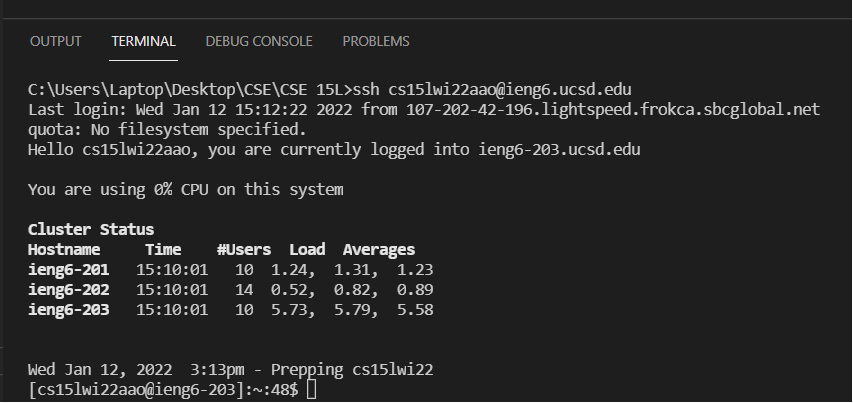 OUTPUT TERMINAL DEBUG CONSOLE PROBLEMS
C:\Users\Laptop\Desktop\CSE\CSE 15L>ssh cs15lwi22aao@ieng6.ucsd.edu
Last login: Wed Jan 12 15:12:22 2022 from 107-202-42-196.lightspeed.frokca.sbcglobal.net
quota: No filesystem specified.
Hello cs15lwi22aao, you are currently logged into ieng6-203.ucsd.edu
You are using 0% CPU on this system
Cluster Status
Hostname     Time    #Users  Load  Averages
ieng6-201   15:10:01   10  1.24,  1.31,  1.23
ieng6-202   15:10:01   14  0.52,  0.82,  0.89
ieng6-203   15:10:01   10  5.73,  5.79,  5.58
Wed Jan 12, 2022  3:13pm - Prepping cs15lwi22
[cs15lwi22aao@ieng6-203]:~:48$